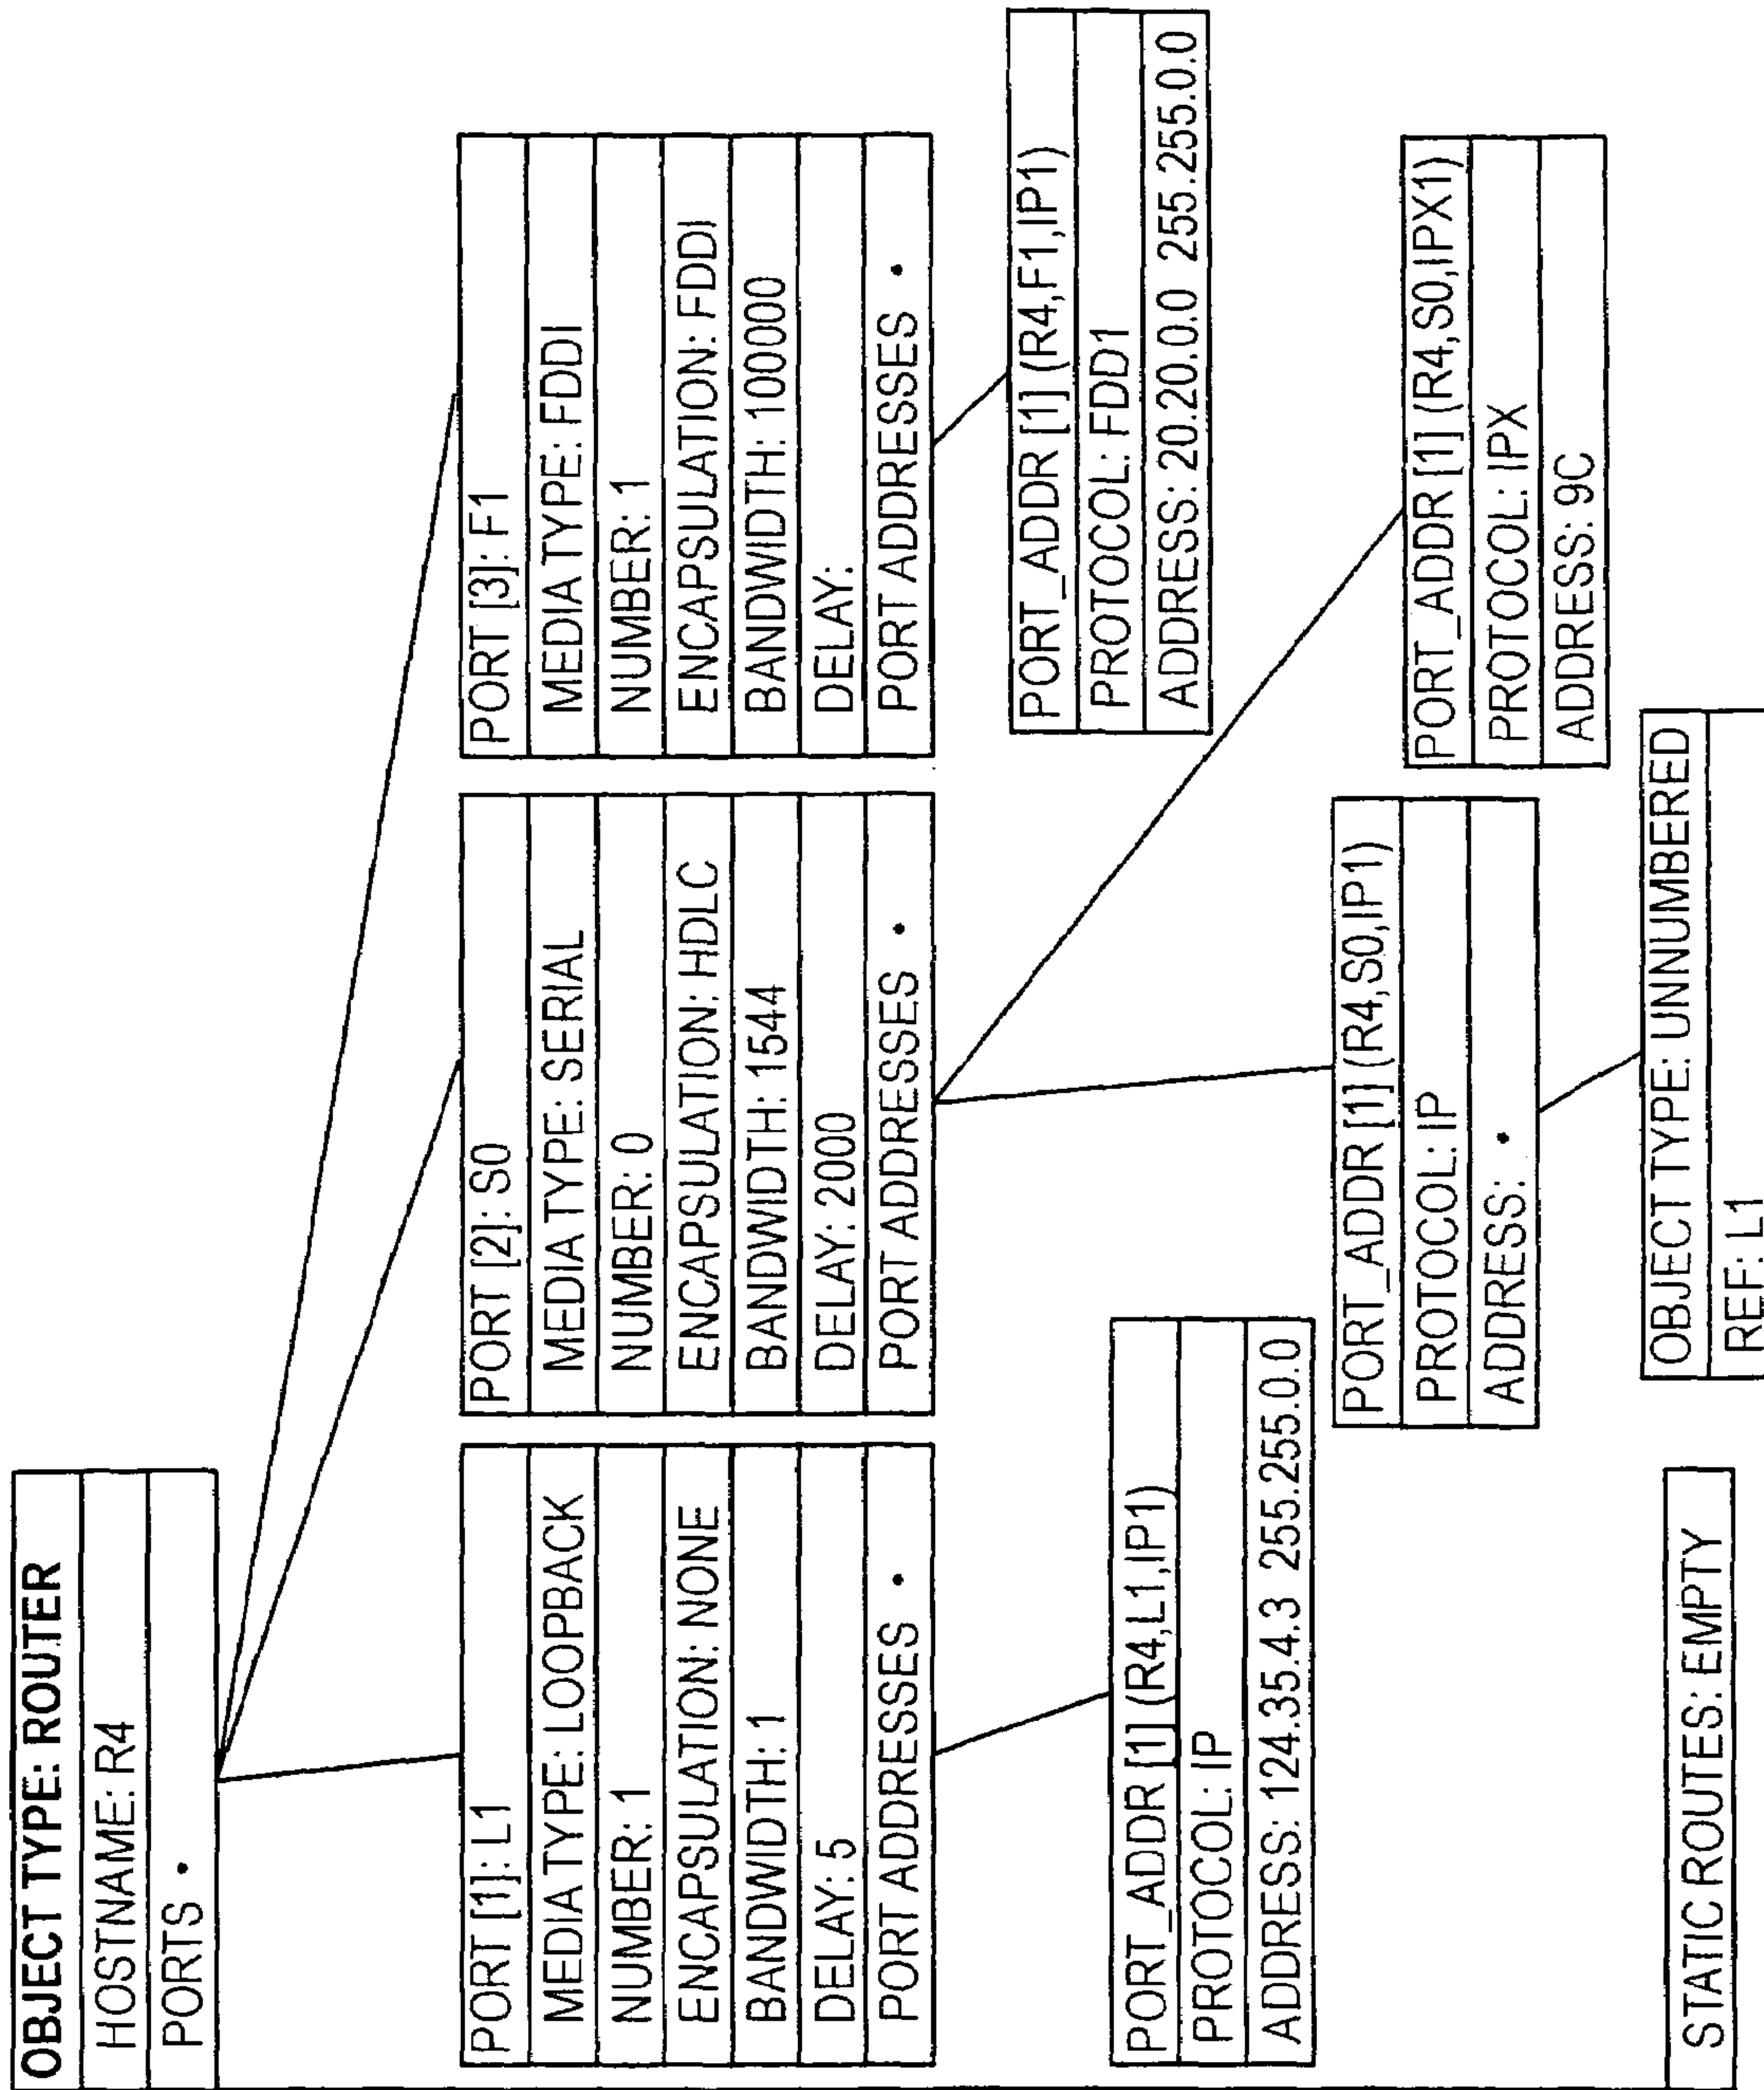 OBJECT TYPE: ROUTER
HOSTNAME: R4
PORTS •
PORT [1]: L1
MEDIA TYPE: LOOPBACK
NUMBER: 1
ENCAPSULATION: NONE
BANDWIDTH: 1
DELAY: 5
PORT ADDRESSES •
PORT [2]: S0
MEDIA TYPE: SERIAL
NUMBER: 0
ENCAPSULATION: HDLC
BANDWIDTH: 1544
DELAY: 2000
PORT ADDRESSES •
PORT [3]: F1
MEDIA TYPE: FDDI
NUMBER: 1
ENCAPSULATION: FDDI
BANDWIDTH: 100000
DELAY:
PORT ADDRESSES •
PORT_ADDR [1] (R4,L1,IP1)
PROTOCOL: IP
ADDRESS: 124.35.4.3 255.255.0.0
PORT_ADDR [1] (R4,F1,IP1)
PROTOCOL: FDD1
ADDRESS: 20.20.0.0 255.255.0.0
PORT_ADDR [1] (R4,S0,IP1)
PROTOCOL: IP
ADDRESS: •
PORT_ADDR [1] (R4,S0,IPX1)
PROTOCOL: IPX
ADDRESS: 9C
OBJECT TYPE: UNNUMBERED
REF: L1
STATIC ROUTES: EMPTY